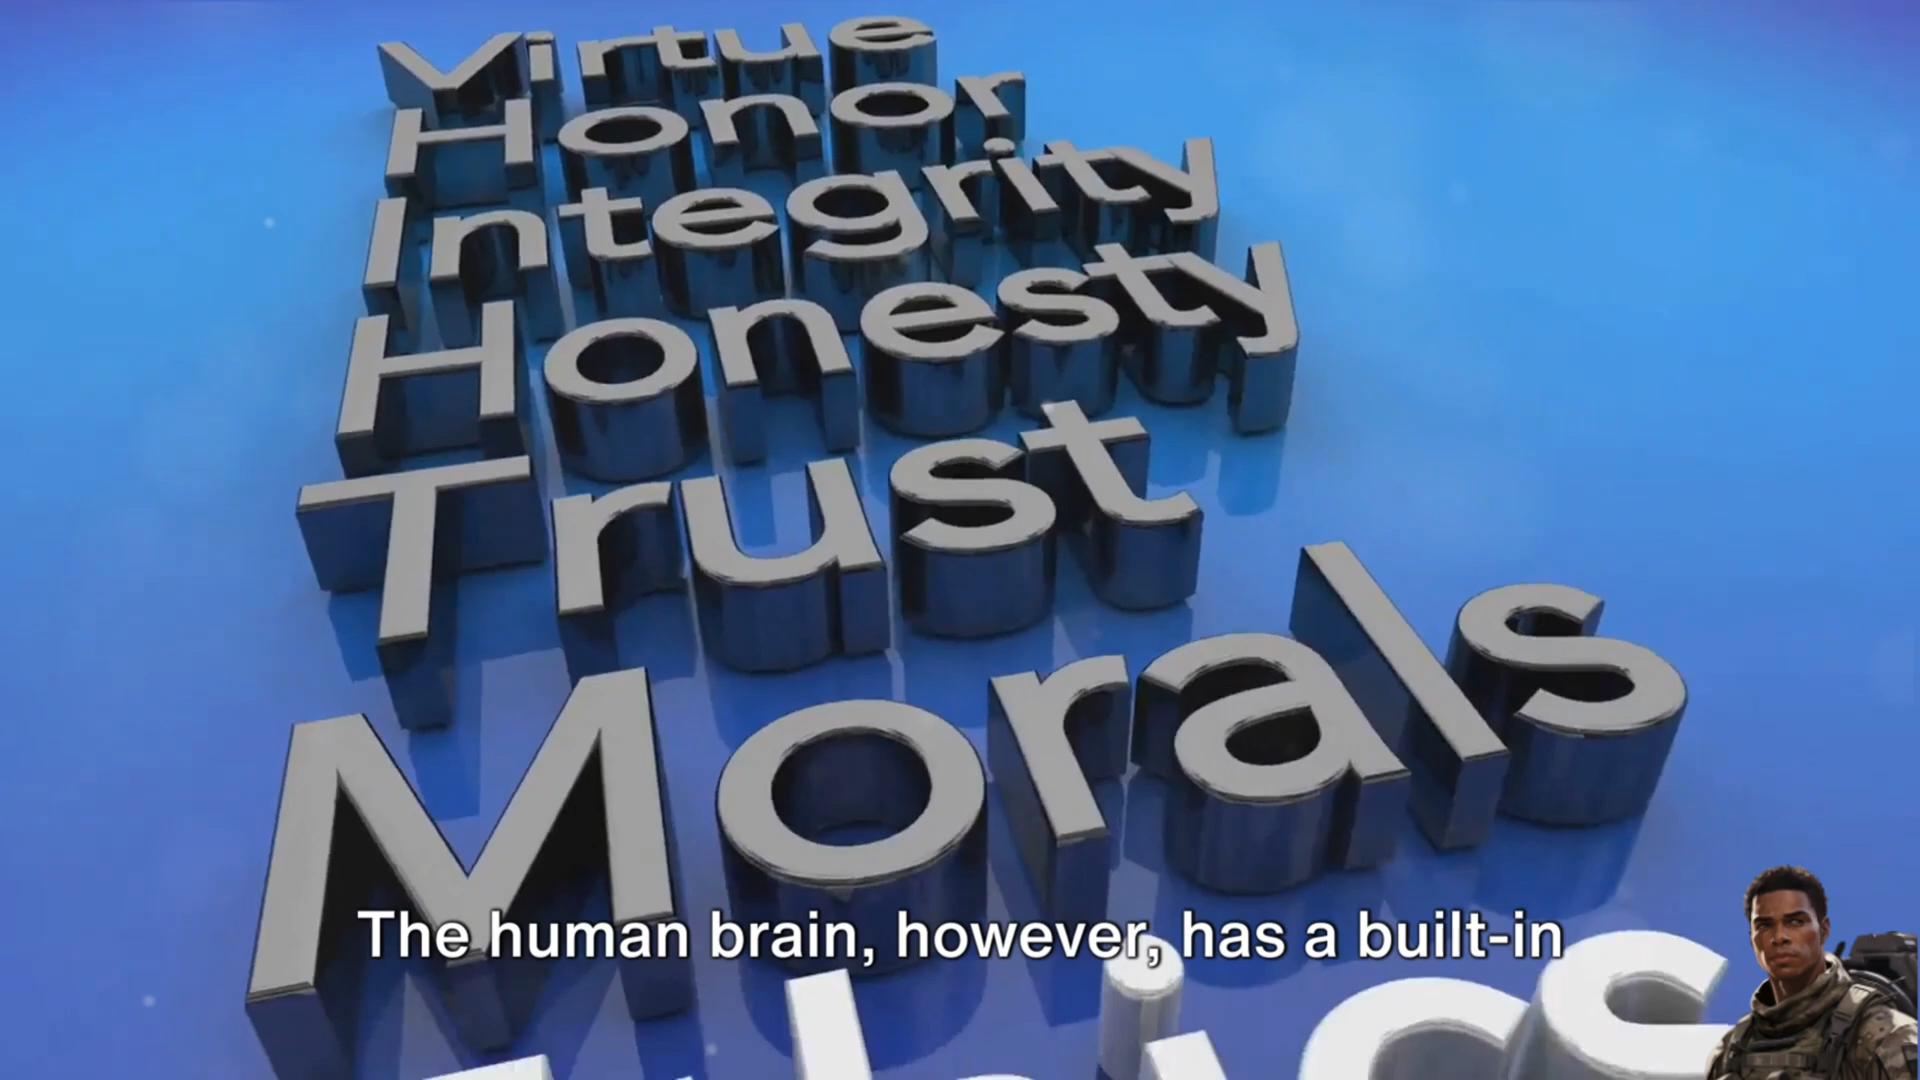 Virtue
Honor
Integrity
Honesty
Trust
Morals
The human brain, however, has a built-in